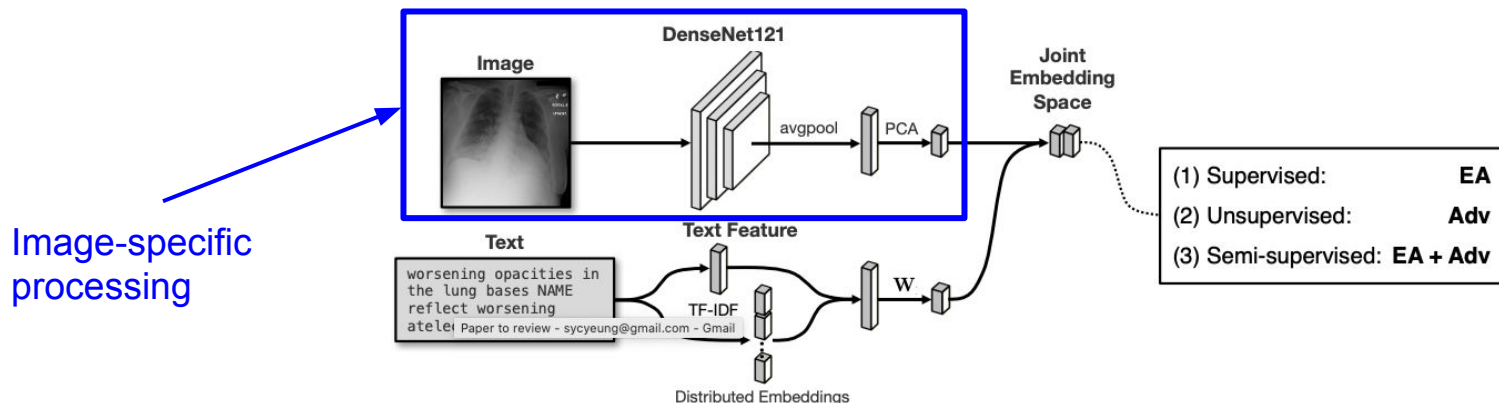 DenseNet121
Image
avgpool
PCA
Joint
Embedding
Space
Image-specific
processing
Text
worsening opacities in
the lung bases NAME
reflect worsening
Text Feature
TF-IDF
Paper to review - sycyeung@gmail.com - Gmail
W
Distributed Embeddings
(1) Supervised: EA
(2) Unsupervised: Adv
(3) Semi-supervised: EA + Adv